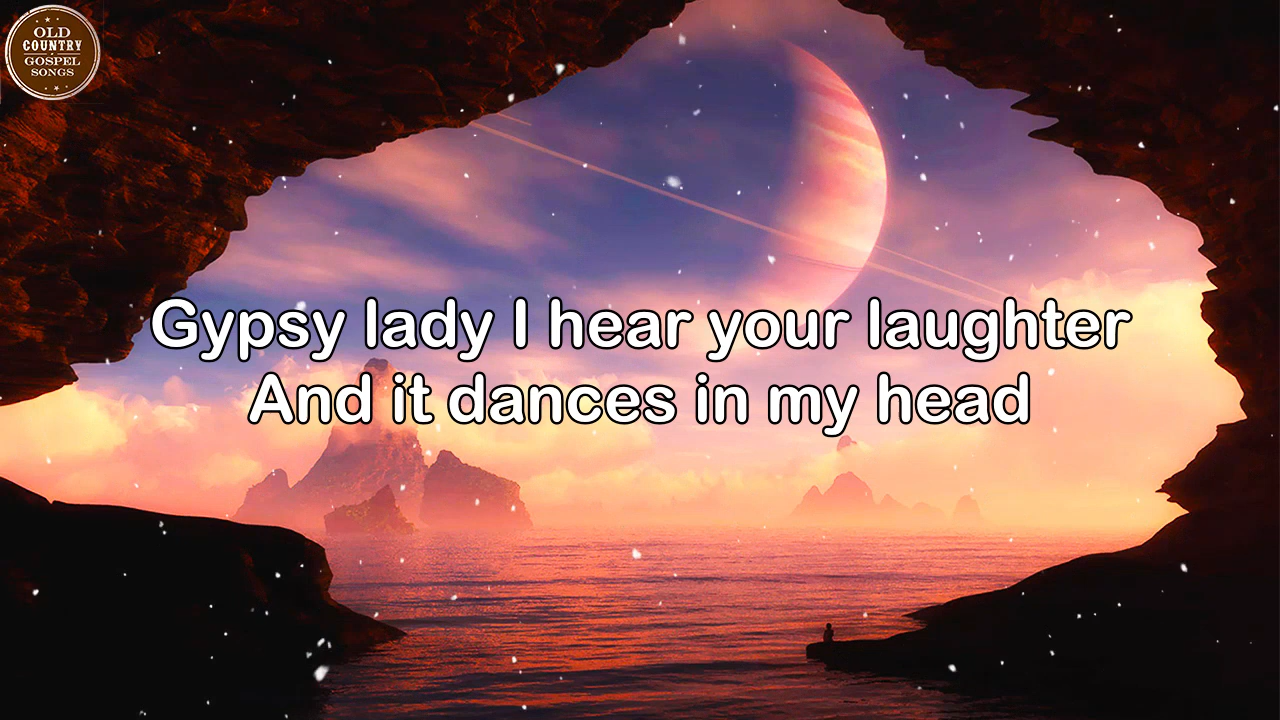 OLD
COUNTRY
GOSPEL
SONGS
Gypsy lady I hear your laughter
And it dances in my head